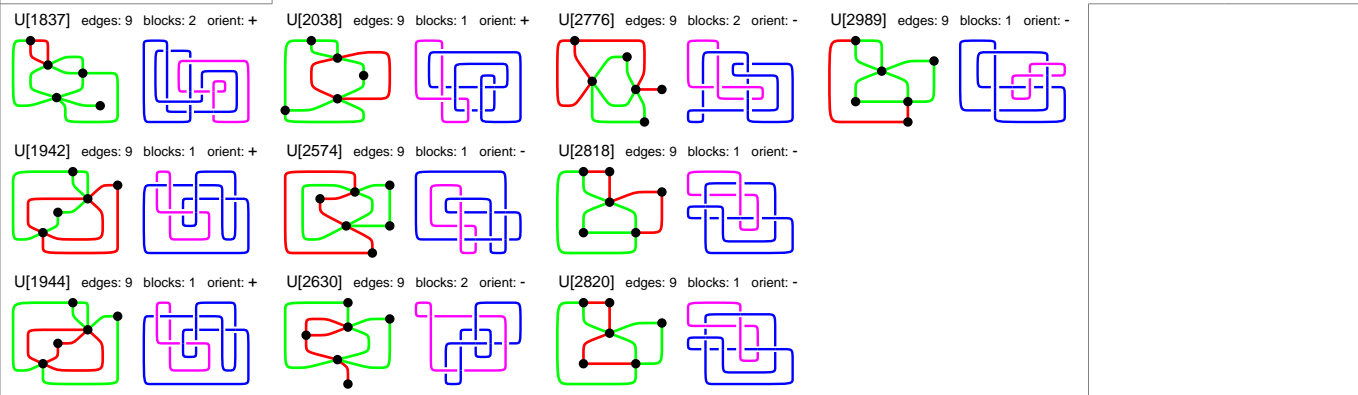 U[1837] edges: 9 blocks: 2 orient: +
U[2038] edges: 9 blocks: 1 orient: +
U[2776] edges: 9 blocks: 2 orient: -
U[2989] edges: 9 blocks: 1 orient: -
U[1942] edges: 9 blocks: 1 orient: +
U[2574] edges: 9 blocks: 1 orient: -
U[2818] edges: 9 blocks: 1 orient: -
U[1944] edges: 9 blocks: 1 orient: +
U[2630] edges: 9 blocks: 2 orient: -
U[2820] edges: 9 blocks: 1 orient: -